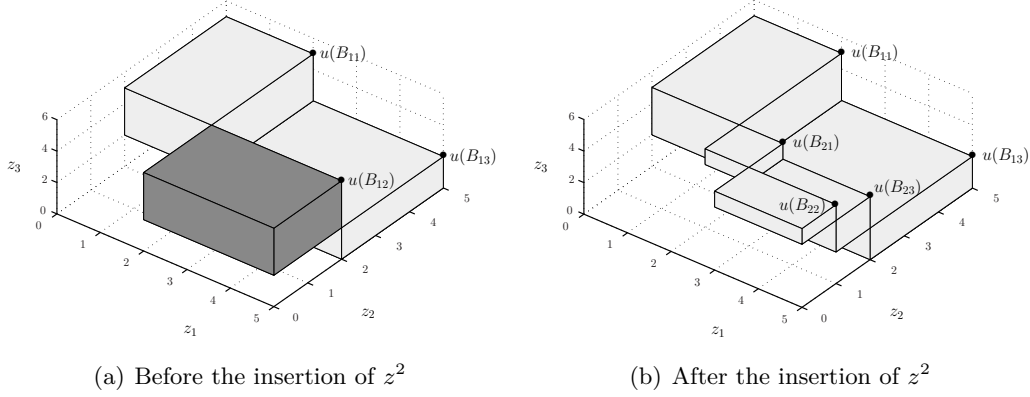 u(B₁₁)
6
4
z₃
2
0
0
1
2
3
4
5
z₁
u(B₁₂)
u(B₁₃)
5
4
3
2
1
0
z₂
(a) Before the insertion of z²
u(B₁₁)
6
4
z₃
2
0
0
1
2
3
4
5
z₁
u(B₂₁)
u(B₁₃)
u(B₂₃)
u(B₂₂)
5
4
3
2
1
0
z₂
(b) After the insertion of z²